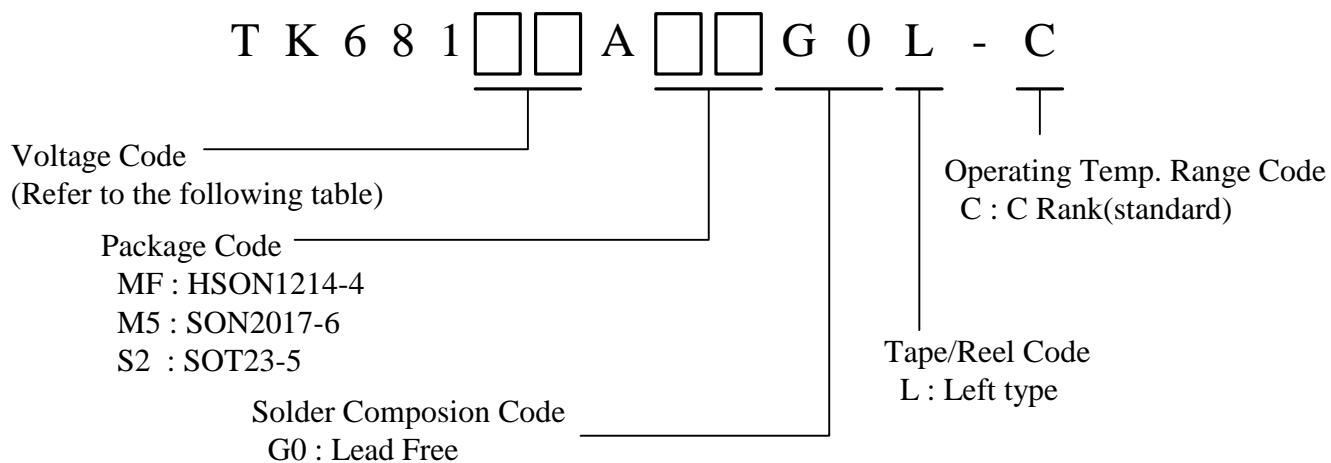 T K 6 8 1 □ □ A □ □ G 0 L - C
Voltage Code
(Refer to the following table)
Operating Temp. Range Code
C : C Rank(standard)
Package Code
MF : HSON1214-4
M5 : SON2017-6
S2 : SOT23-5
Tape/Reel Code
L : Left type
Solder Composion Code
G0 : Lead Free